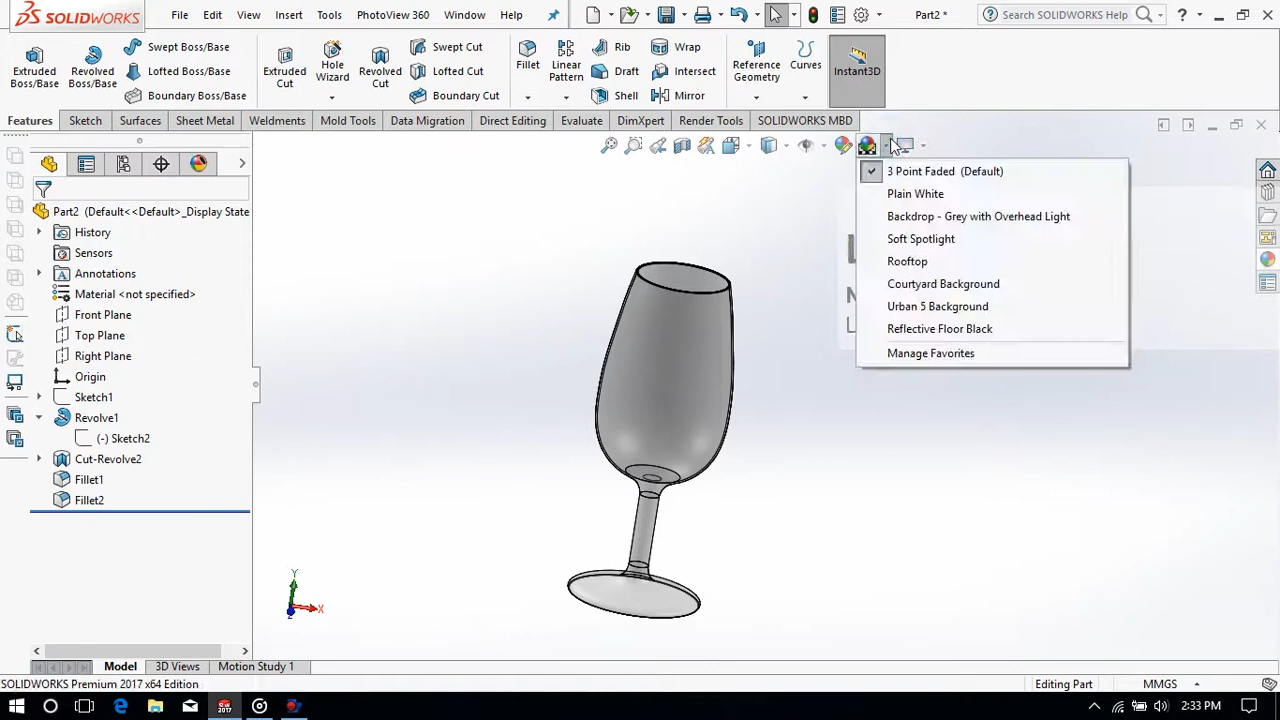 SOLIDWORKS
File Edit View Insert Tools PhotoView 360 Window Help
Part2 *
Search SOLIDWORKS Help
Extruded Boss/Base
Revolved Boss/Base
Swept Boss/Base
Lofted Boss/Base
Boundary Boss/Base
Extruded Cut
Hole Wizard
Revolved Cut
Swept Cut
Lofted Cut
Boundary Cut
Fillet
Linear Pattern
Rib
Draft
Shell
Wrap
Intersect
Mirror
Reference Geometry
Curves
Instant3D
Features Sketch Surfaces Sheet Metal Weldments Mold Tools Data Migration Direct Editing Evaluate DimXpert Render Tools SOLIDWORKS MBD
Part2 (Default<<Default>_Display State
History
Sensors
Annotations
Material <not specified>
Front Plane
Top Plane
Right Plane
Origin
Sketch1
Revolve1
(-) Sketch2
Cut-Revolve2
Fillet1
Fillet2
3 Point Faded (Default)
Plain White
Backdrop - Grey with Overhead Light
Soft Spotlight
Rooftop
Courtyard Background
Urban 5 Background
Reflective Floor Black
Manage Favorites
Y
X
Z
Model 3D Views Motion Study 1
SOLIDWORKS Premium 2017 x64 Edition
Editing Part
MMGS
2:33 PM